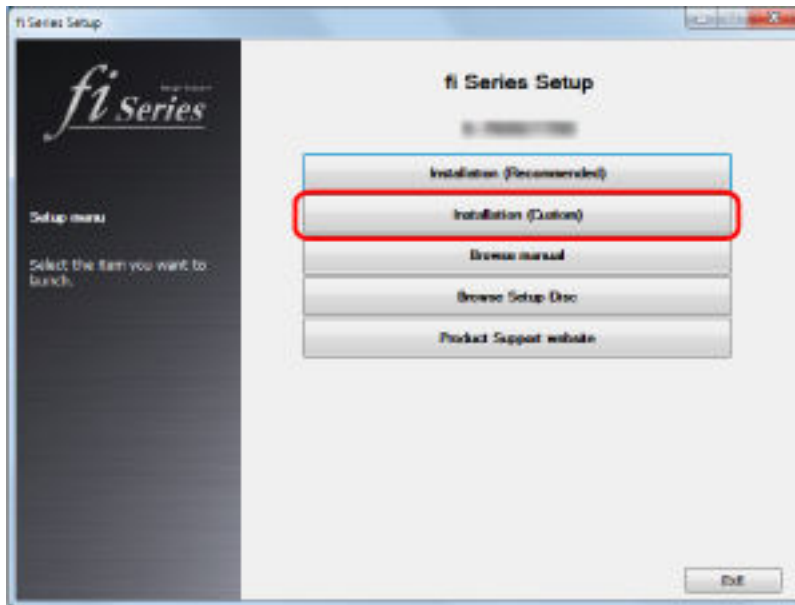 fi Series Setup
fi Series
fi Series Setup
Installation (Recommended)
Setup menu
Installation (Custom)
Select the item you want to
launch.
Browse manual
Browse Setup Disc
Product Support website
Exit